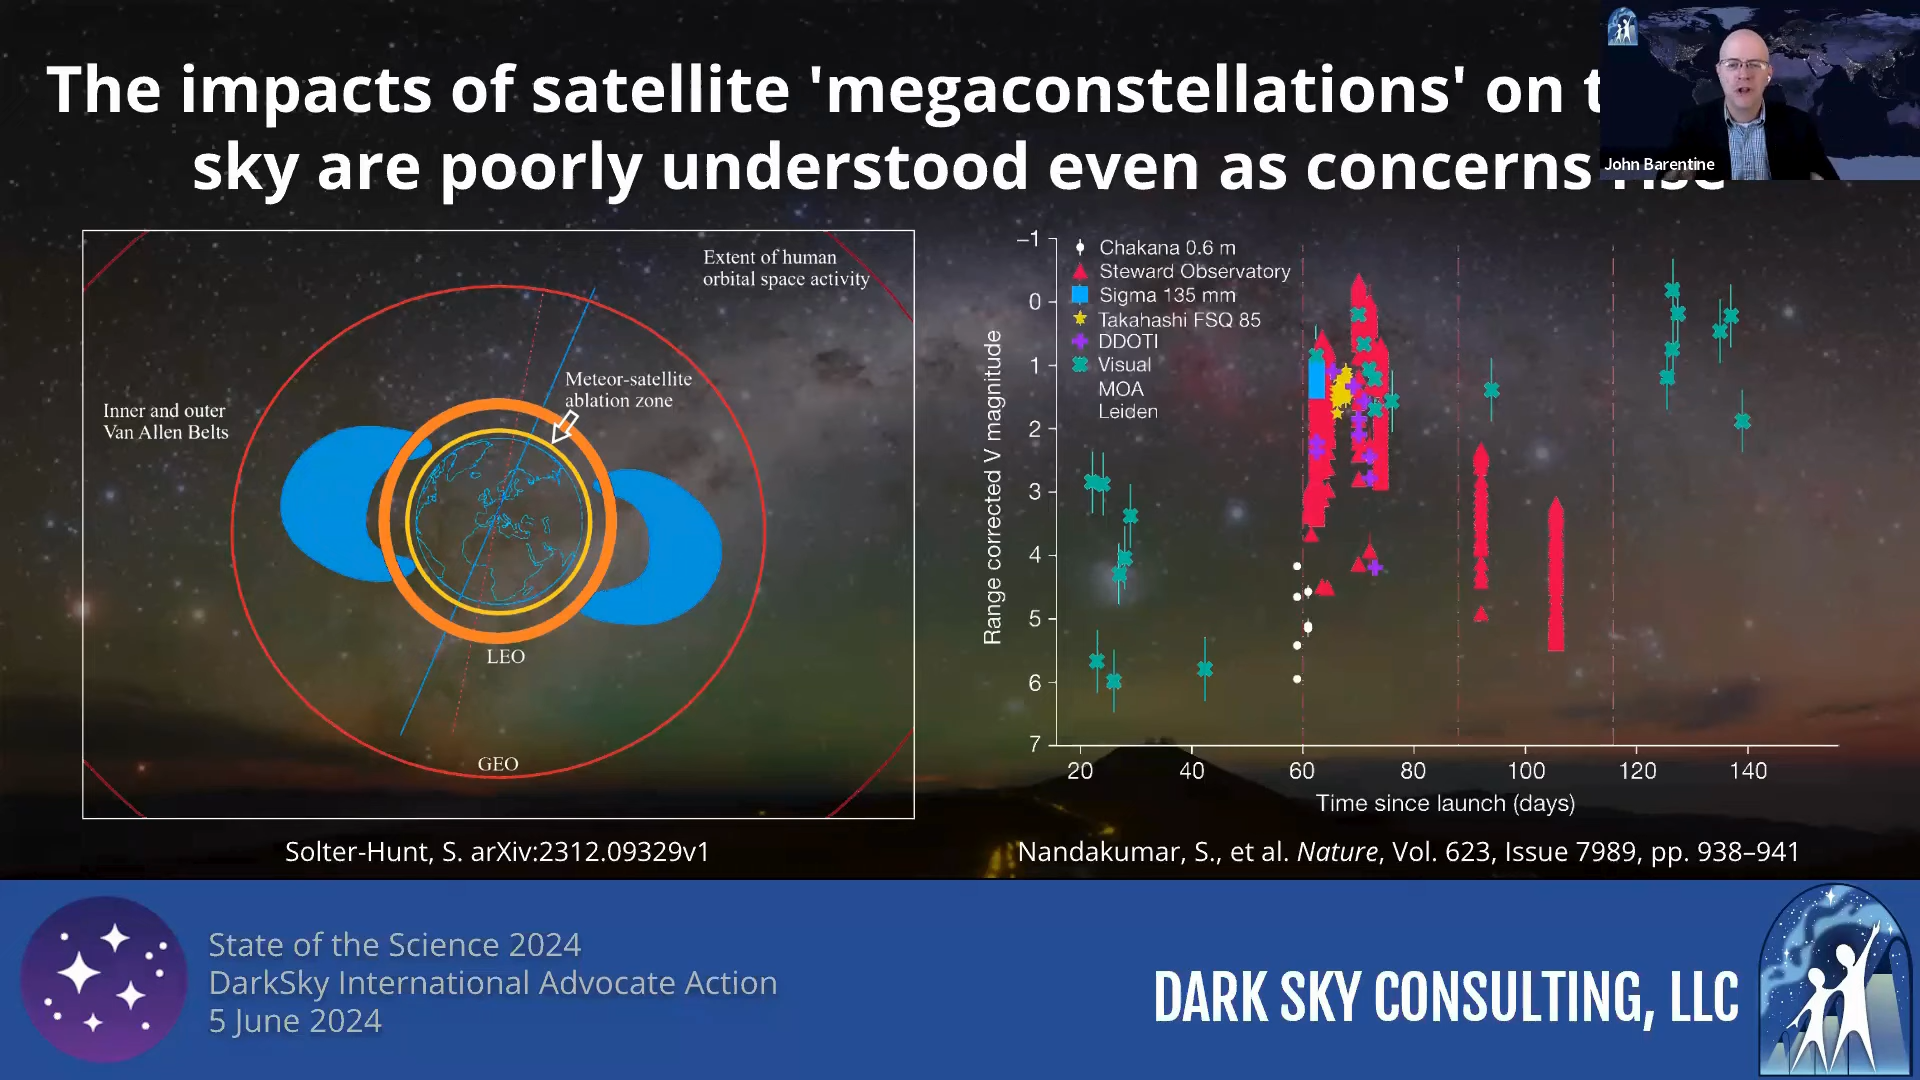 The impacts of satellite 'megaconstellations' on
sky are poorly understood even as concerns
John Barentine
Extent of human
orbital space activity
Meteor-satellite
ablation zone
Inner and outer
Van Allen Belts
LEO
GEO
Solter-Hunt, S. arXiv:2312.09329v1
Chakana 0.6 m
Steward Observatory
Sigma 135 mm
Takahashi FSQ 85
DDOTI
Visual
MOA
Leiden
Range corrected V magnitude
−1
0
1
2
3
4
5
6
7
20 40 60 80 100 120 140
Time since launch (days)
Nandakumar, S., et al. Nature, Vol. 623, Issue 7989, pp. 938–941
State of the Science 2024
DarkSky International Advocate Action
5 June 2024
DARK SKY CONSULTING, LLC